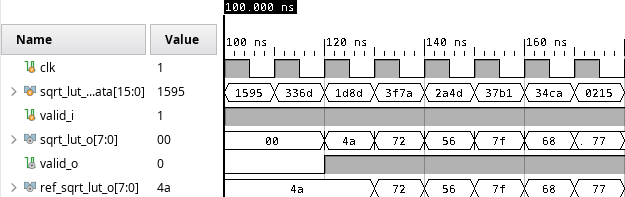 100.000 ns
Name Value 100 ns 120 ns 140 ns 160 ns
clk 1
sqrt_lut_...ata[15:0] 1595 1595 336d 1d8d 3f7a 2a4d 37b1 34ca 0215
valid_i 1
sqrt_lut_o[7:0] 00 00 4a 72 56 7f 68 . 77
valid_o 0
ref_sqrt_lut_o[7:0] 4a 4a 72 56 7f 68 77